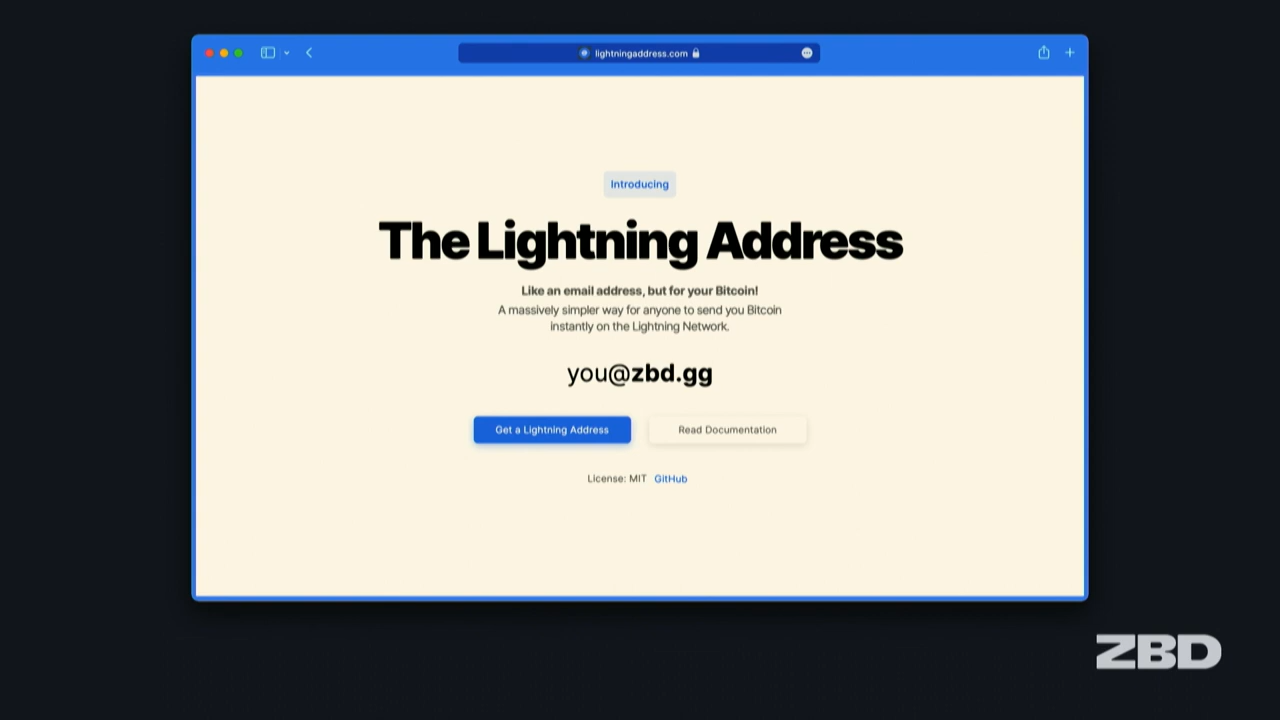 lightningaddress.com
Introducing
The Lightning Address
Like an email address, but for your Bitcoin!
A massively simpler way for anyone to send you Bitcoin
instantly on the Lightning Network.
you@zbd.gg
Get a Lightning Address
Read Documentation
License: MIT GitHub
ZBD